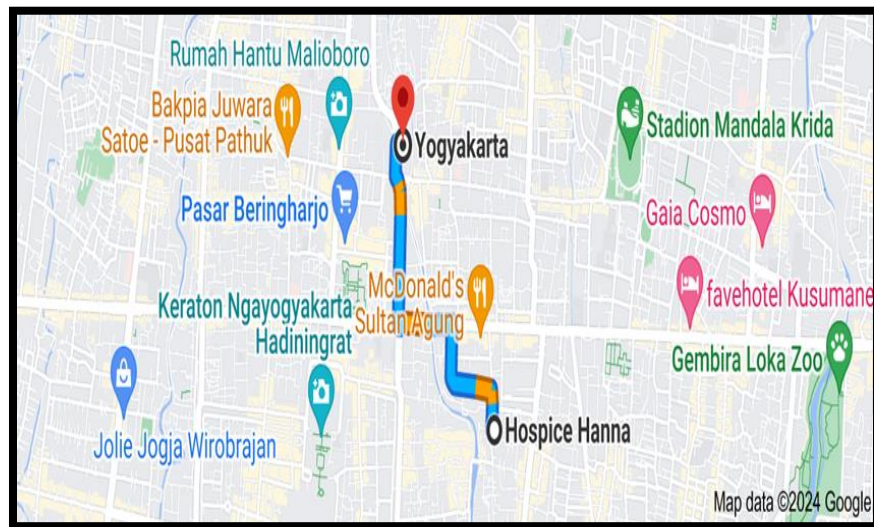 Rumah Hantu Malioboro
Bakpia Juwara
Satoe - Pusat Pathuk
Yogyakarta
Stadion Mandala Krida
Pasar Beringharjo
Gaia Cosmo
McDonald's
Sultan Agung
favehotel Kusumane
Keraton Ngayogyakarta
Hadiningrat
Gembira Loka Zoo
Hospice Hanna
Jolie Jogja Wirobrajan
Map data ©2024 Google